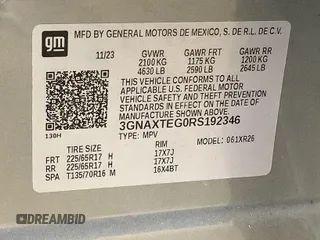 gm
MFD BY GENERAL MOTORS DE MEXICO, S. DE R.L. DE C.V.
11/23 GVWR GAWR FRT GAWR RR
2100 KG 1175 KG 1200 KG
4630 LB 2590 LB 2645 LB
THIS VEHICLE CONFORMS TO ALL
APPLICABLE U.S. FEDERAL MOTOR VEHICLE
SAFETY, BUMPER, AND THEFT PREVENTION
STANDARDS IN EFFECT ON THE DATE OF
MANUFACTURE SHOWN ABOVE.
3GNAXTEG0RS192346
TYPE: MPV MODEL: 061XR26
130H
TIRE SIZE RIM
FRT 225/65R17 H 17X7J
RR 225/65R17 H 17X7J
SPA T135/70R16 M 16X4BT
DREAMBID